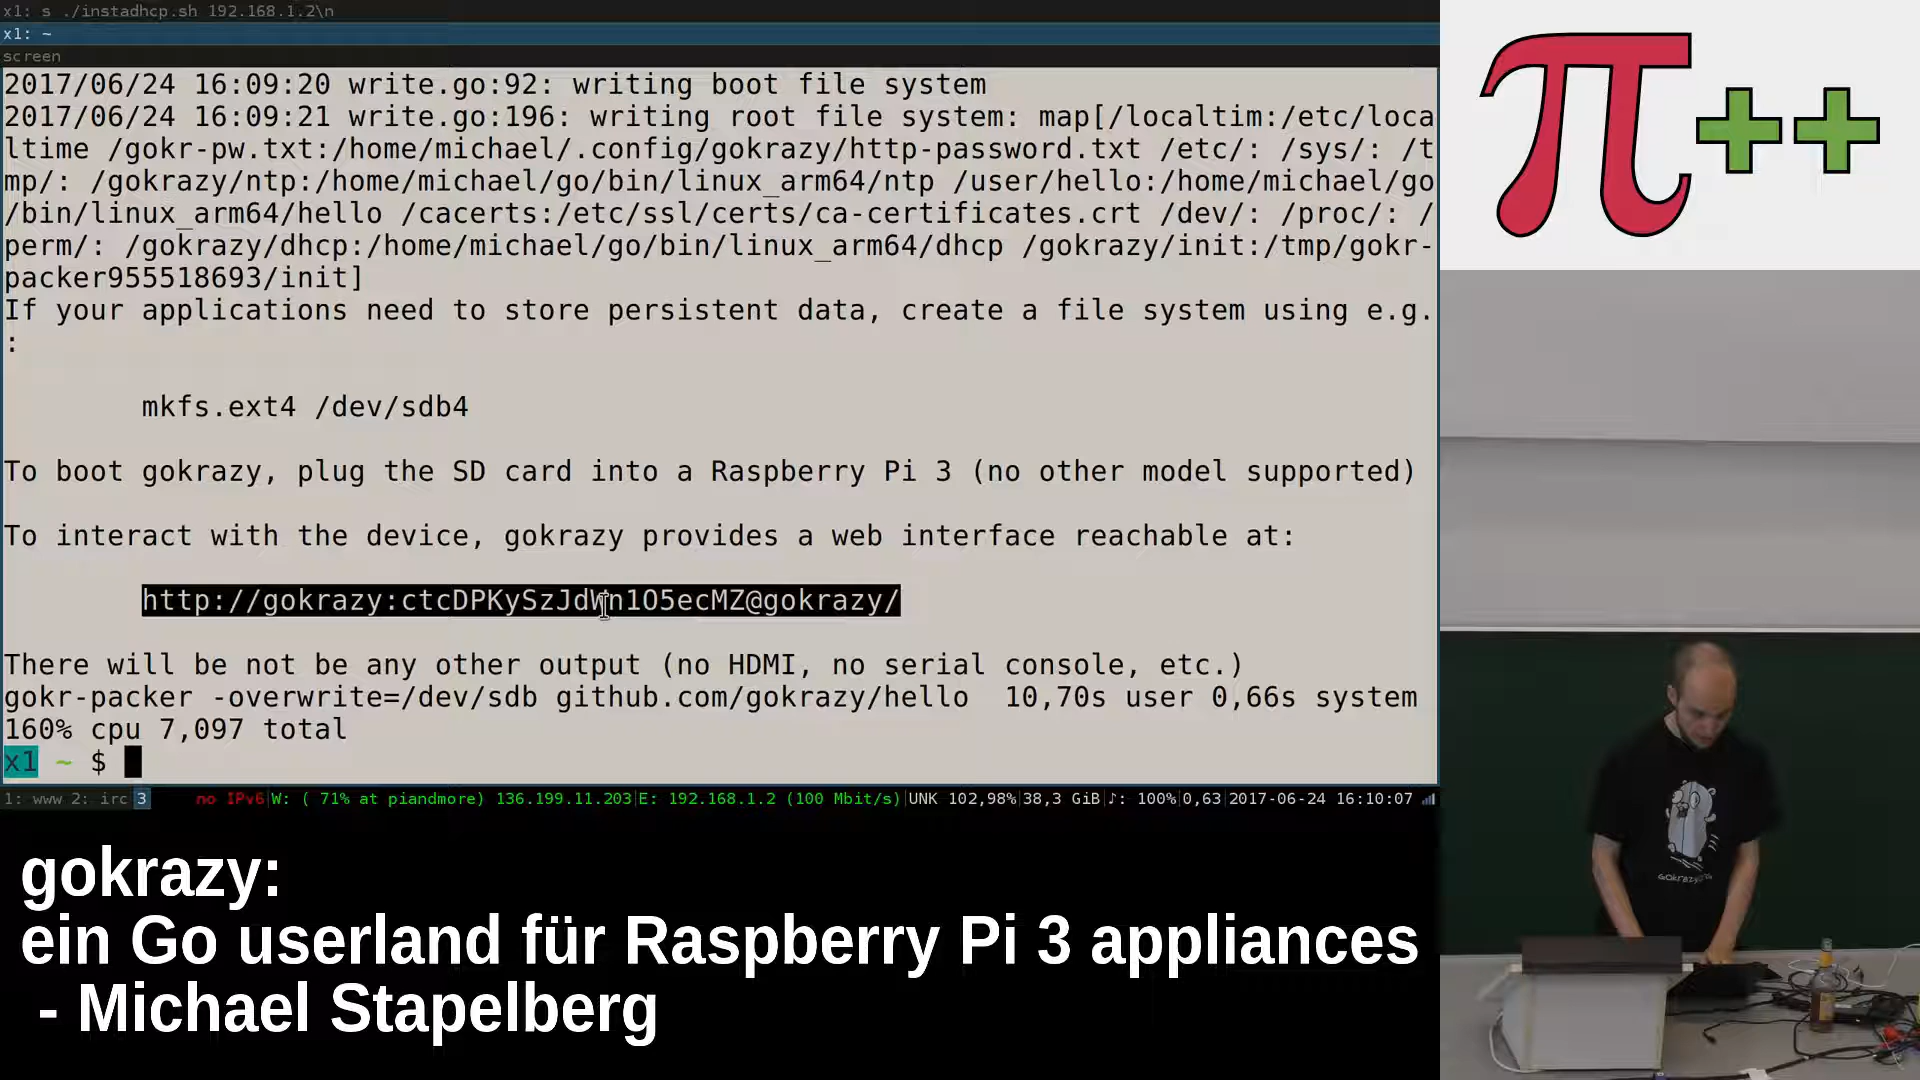 x1: s ./instadhcp.sh 192.168.1.2\n
x1: ~
screen
2017/06/24 16:09:20 write.go:92: writing boot file system
2017/06/24 16:09:21 write.go:196: writing root file system: map[/localtim:/etc/loca
ltime /gokr-pw.txt:/home/michael/.config/gokrazy/http-password.txt /etc/: /sys/: /t
mp/: /gokrazy/ntp:/home/michael/go/bin/linux_arm64/ntp /user/hello:/home/michael/go
/bin/linux_arm64/hello /cacerts:/etc/ssl/certs/ca-certificates.crt /dev/: /proc/: /
perm/: /gokrazy/dhcp:/home/michael/go/bin/linux_arm64/dhcp /gokrazy/init:/tmp/gokr-
packer955518693/init]
If your applications need to store persistent data, create a file system using e.g.
:
mkfs.ext4 /dev/sdb4
To boot gokrazy, plug the SD card into a Raspberry Pi 3 (no other model supported)
To interact with the device, gokrazy provides a web interface reachable at:
http://gokrazy:ctcDPKySzJdWn1O5ecMZ@gokrazy/
There will be not be any other output (no HDMI, no serial console, etc.)
gokr-packer -overwrite=/dev/sdb github.com/gokrazy/hello  10,70s user 0,66s system
160% cpu 7,097 total
x1 ~ $
1: www 2: irc 3 no IPv6|W: ( 71% at piandmore) 136.199.11.203|E: 192.168.1.2 (100 Mbit/s)|UNK 102,98%|38,3 GiB|♪: 100%|0,63|2017-06-24 16:10:07
π++
gokrazy:
ein Go userland für Raspberry Pi 3 appliances
- Michael Stapelberg